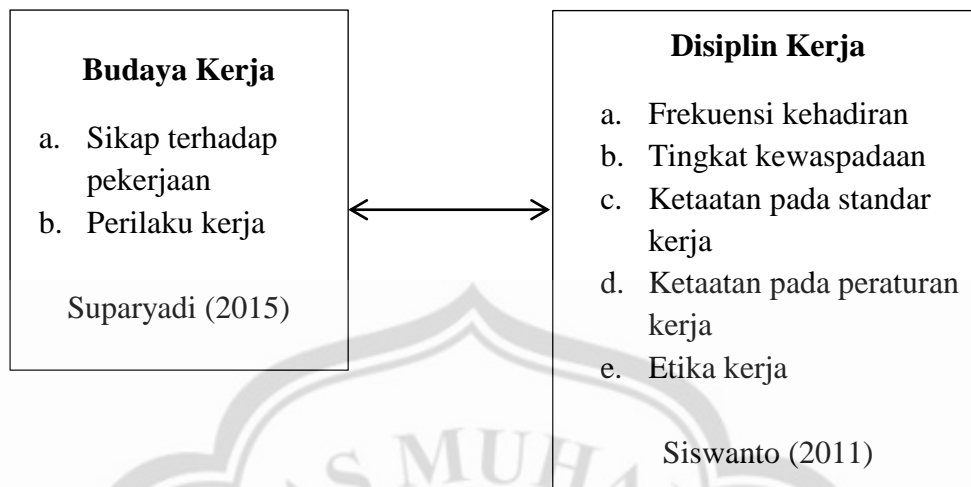 Budaya Kerja
a. Sikap terhadap
pekerjaan
b. Perilaku kerja
Suparyadi (2015)
Disiplin Kerja
a. Frekuensi kehadiran
b. Tingkat kewaspadaan
c. Ketaatan pada standar
kerja
d. Ketaatan pada peraturan
kerja
e. Etika kerja
Siswanto (2011)
S MUHA